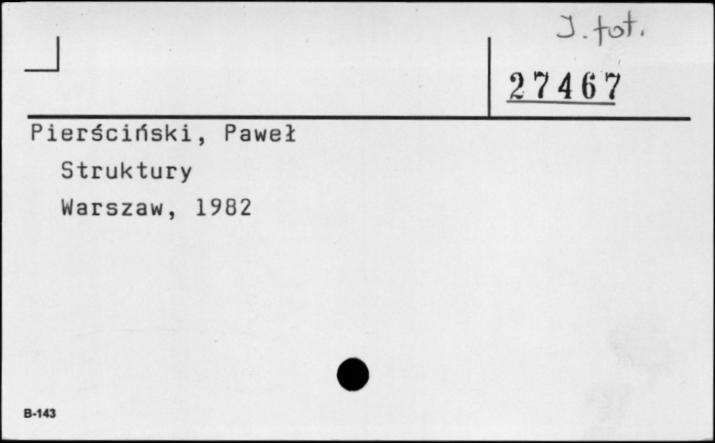 J. fot.
27467
Pierściński, Paweł
Struktury
Warszaw, 1982
B-143